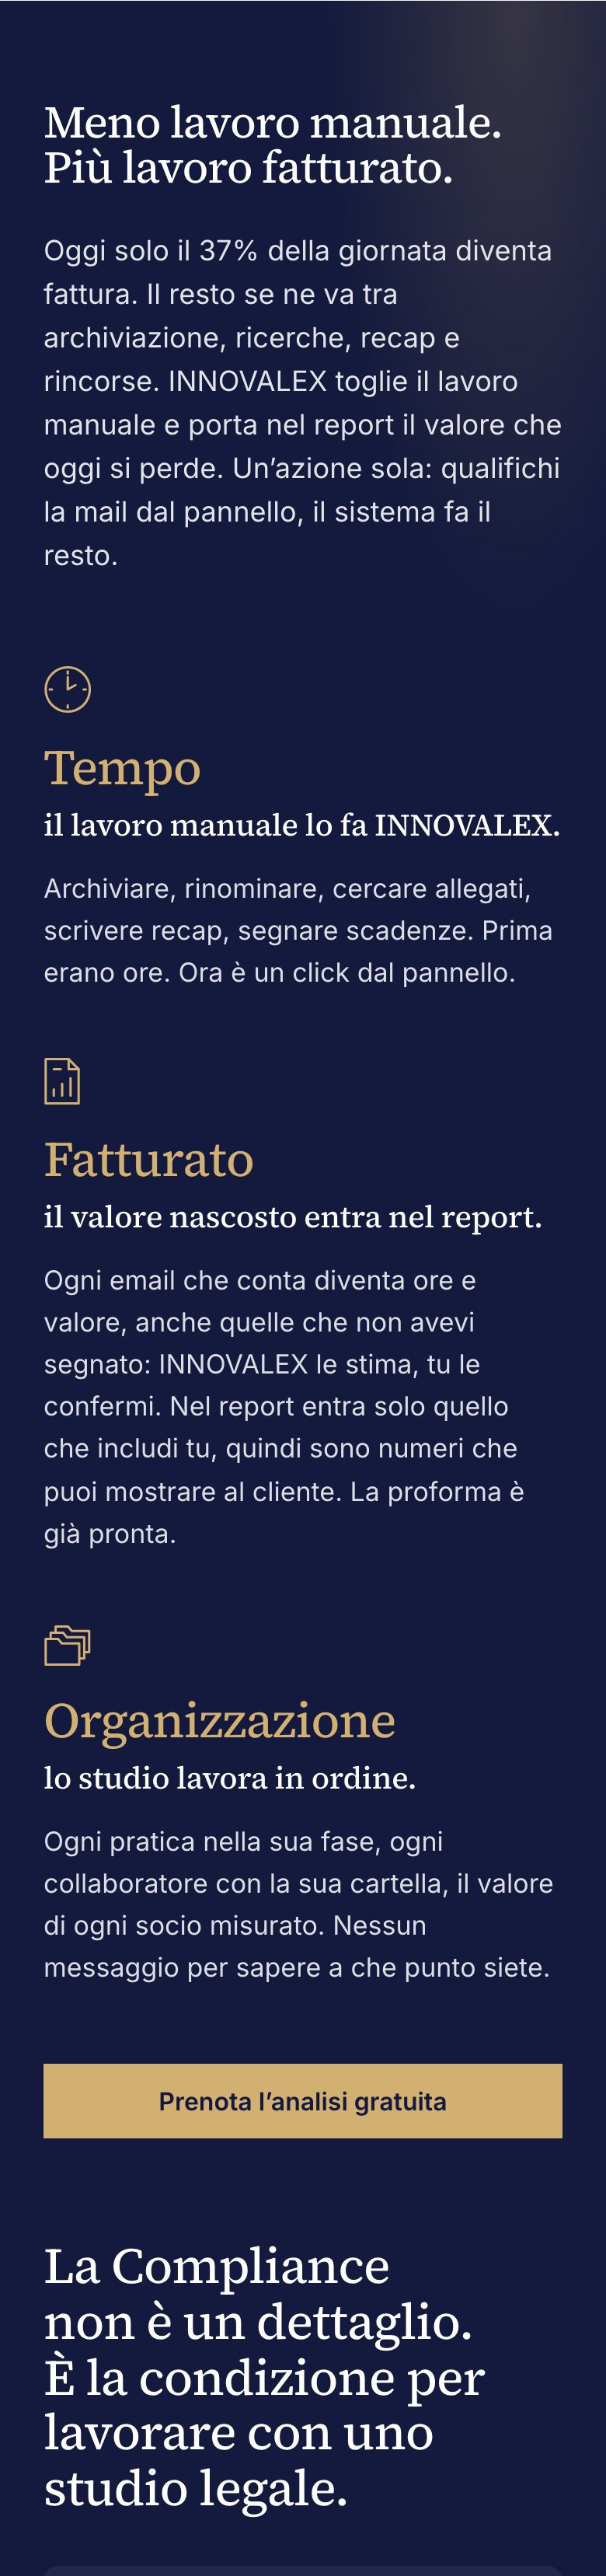 Meno lavoro manuale.
Più lavoro fatturato.
Oggi solo il 37% della giornata diventa
fattura. Il resto se ne va tra
archiviazione, ricerche, recap e
rincorse. INNOVALEX toglie il lavoro
manuale e porta nel report il valore che
oggi si perde. Un’azione sola: qualifichi
la mail dal pannello, il sistema fa il
resto.
Tempo
il lavoro manuale lo fa INNOVALEX.
Archiviare, rinominare, cercare allegati,
scrivere recap, segnare scadenze. Prima
erano ore. Ora è un click dal pannello.
Fatturato
il valore nascosto entra nel report.
Ogni email che conta diventa ore e
valore, anche quelle che non avevi
segnato: INNOVALEX le stima, tu le
confermi. Nel report entra solo quello
che includi tu, quindi sono numeri che
puoi mostrare al cliente. La proforma è
già pronta.
Organizzazione
lo studio lavora in ordine.
Ogni pratica nella sua fase, ogni
collaboratore con la sua cartella, il valore
di ogni socio misurato. Nessun
messaggio per sapere a che punto siete.
Prenota l’analisi gratuita
La Compliance
non è un dettaglio.
È la condizione per
lavorare con uno
studio legale.